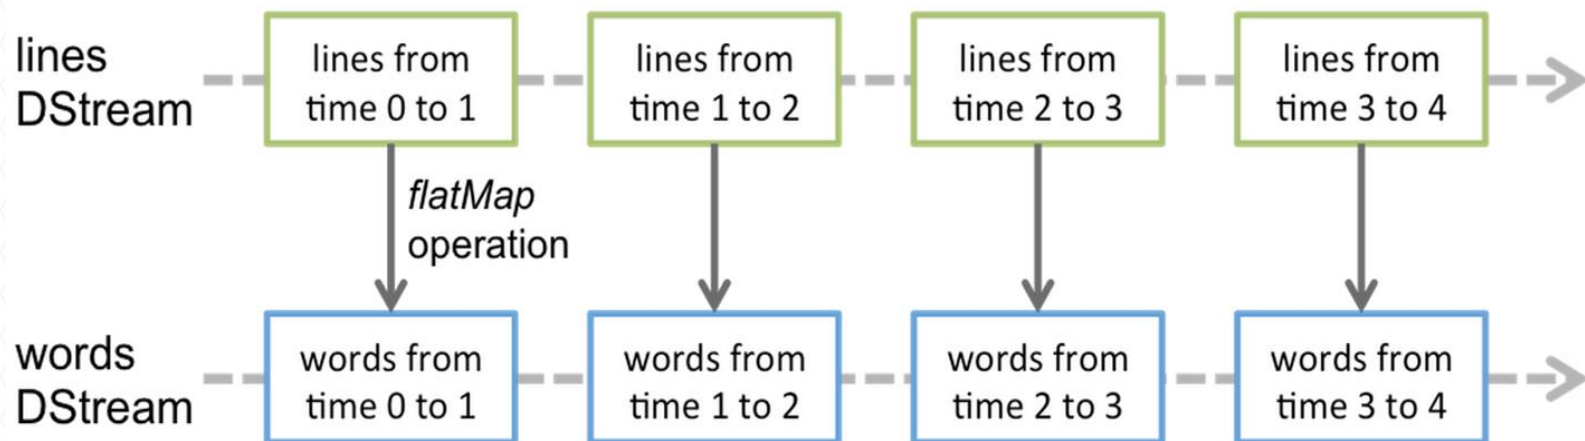 lines
DStream
lines from
time 0 to 1
lines from
time 1 to 2
lines from
time 2 to 3
lines from
time 3 to 4
flatMap
operation
words
DStream
words from
time 0 to 1
words from
time 1 to 2
words from
time 2 to 3
words from
time 3 to 4